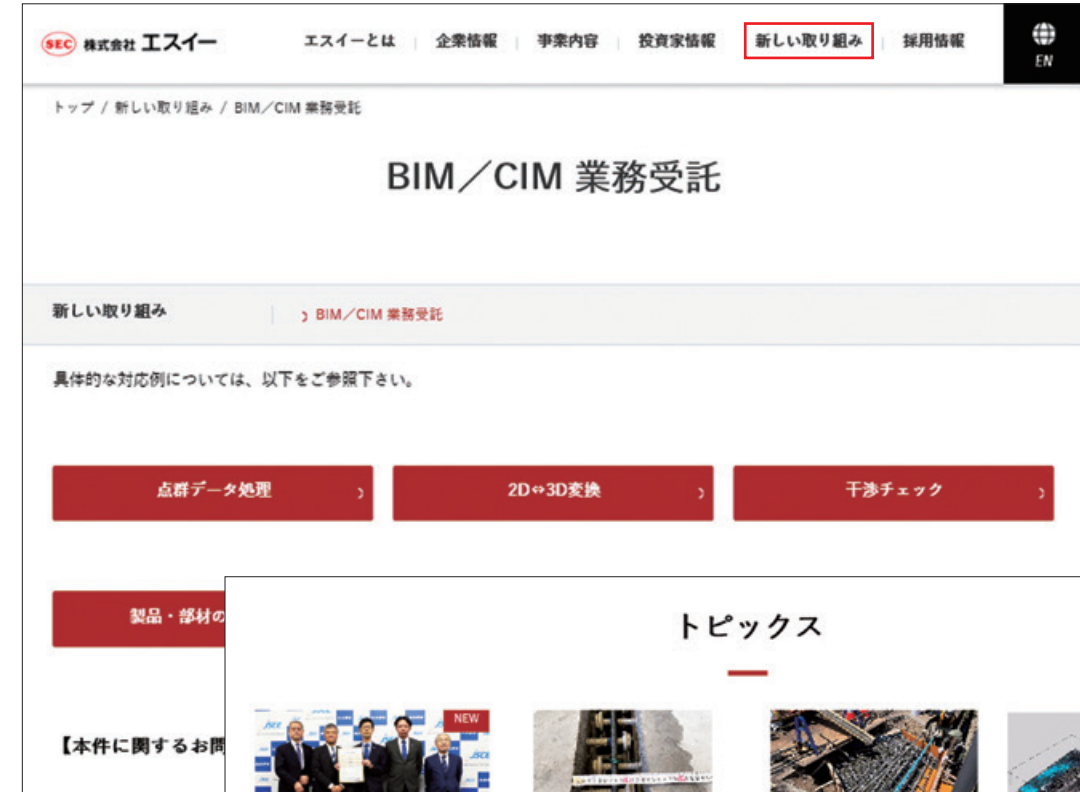 SEC 株式会社 エスイー
エスイーとは 企業情報 事業内容 投資家情報 新しい取り組み 採用情報
EN
トップ / 新しい取り組み / BIM/CIM 業務受託
BIM/CIM 業務受託
新しい取り組み
BIM/CIM 業務受託
具体的な対応例については、以下をご参照下さい。
点群データ処理
2D⇔3D変換
干渉チェック
製品・部材の
トピックス
【本件に関するお問
NEW
JSCE
JSCE